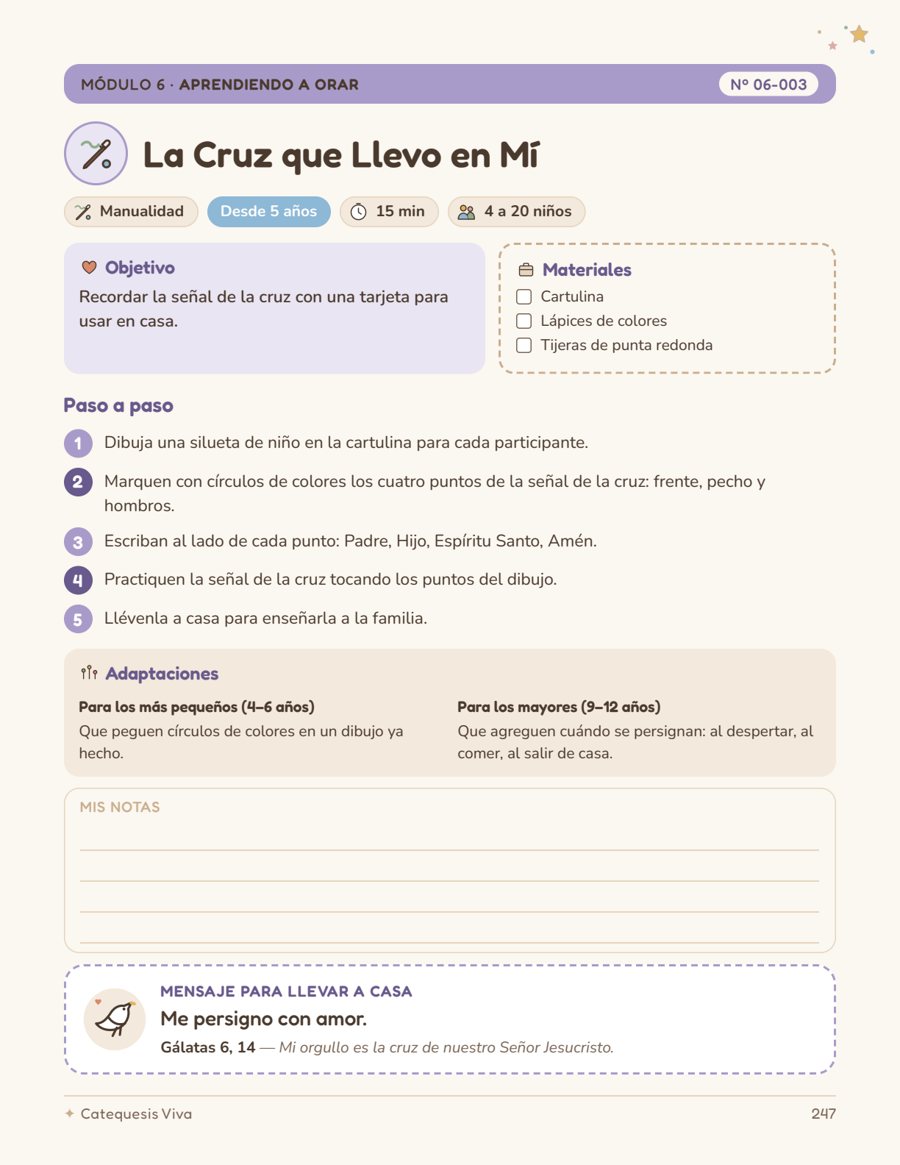 MÓDULO 6 · APRENDIENDO A ORAR
Nº 06-003
La Cruz que Llevo en Mí
Manualidad
Desde 5 años
15 min
4 a 20 niños
Objetivo
Recordar la señal de la cruz con una tarjeta para
usar en casa.
Materiales
Cartulina
Lápices de colores
Tijeras de punta redonda
Paso a paso
1 Dibuja una silueta de niño en la cartulina para cada participante.
2 Marquen con círculos de colores los cuatro puntos de la señal de la cruz: frente, pecho y
hombros.
3 Escriban al lado de cada punto: Padre, Hijo, Espíritu Santo, Amén.
4 Practiquen la señal de la cruz tocando los puntos del dibujo.
5 Llévenla a casa para enseñarla a la familia.
Adaptaciones
Para los más pequeños (4–6 años)
Que peguen círculos de colores en un dibujo ya
hecho.
Para los mayores (9–12 años)
Que agreguen cuándo se persignan: al despertar, al
comer, al salir de casa.
MIS NOTAS
MENSAJE PARA LLEVAR A CASA
Me persigno con amor.
Gálatas 6, 14 — Mi orgullo es la cruz de nuestro Señor Jesucristo.
Catequesis Viva
247